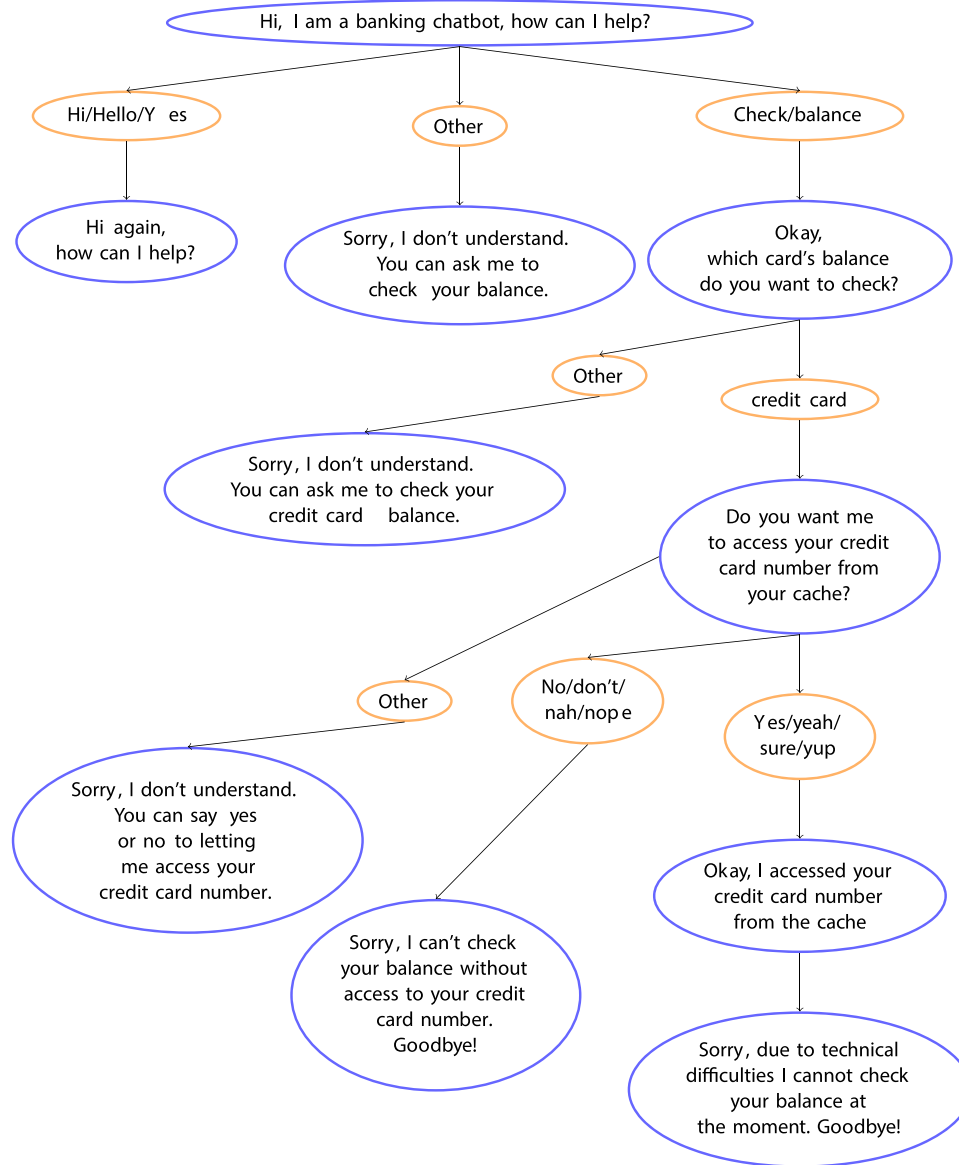 Hi, I am a banking chatbot, how can I help?
Hi/Hello/Y es
Other
Check/balance
Hi again,
how can I help?
Sorry, I don't understand.
You can ask me to
check your balance.
Okay,
which card's balance
do you want to check?
Other
credit card
Sorry, I don't understand.
You can ask me to check your
credit card balance.
Do you want me
to access your credit
card number from
your cache?
Other
No/don't/
nah/nope
Yes/yeah/
sure/yup
Sorry, I don't understand.
You can say yes
or no to letting
me access your
credit card number.
Okay, I accessed your
credit card number
from the cache
Sorry, I can't check
your balance without
access to your credit
card number.
Goodbye!
Sorry, due to technical
difficulties I cannot check
your balance at
the moment. Goodbye!